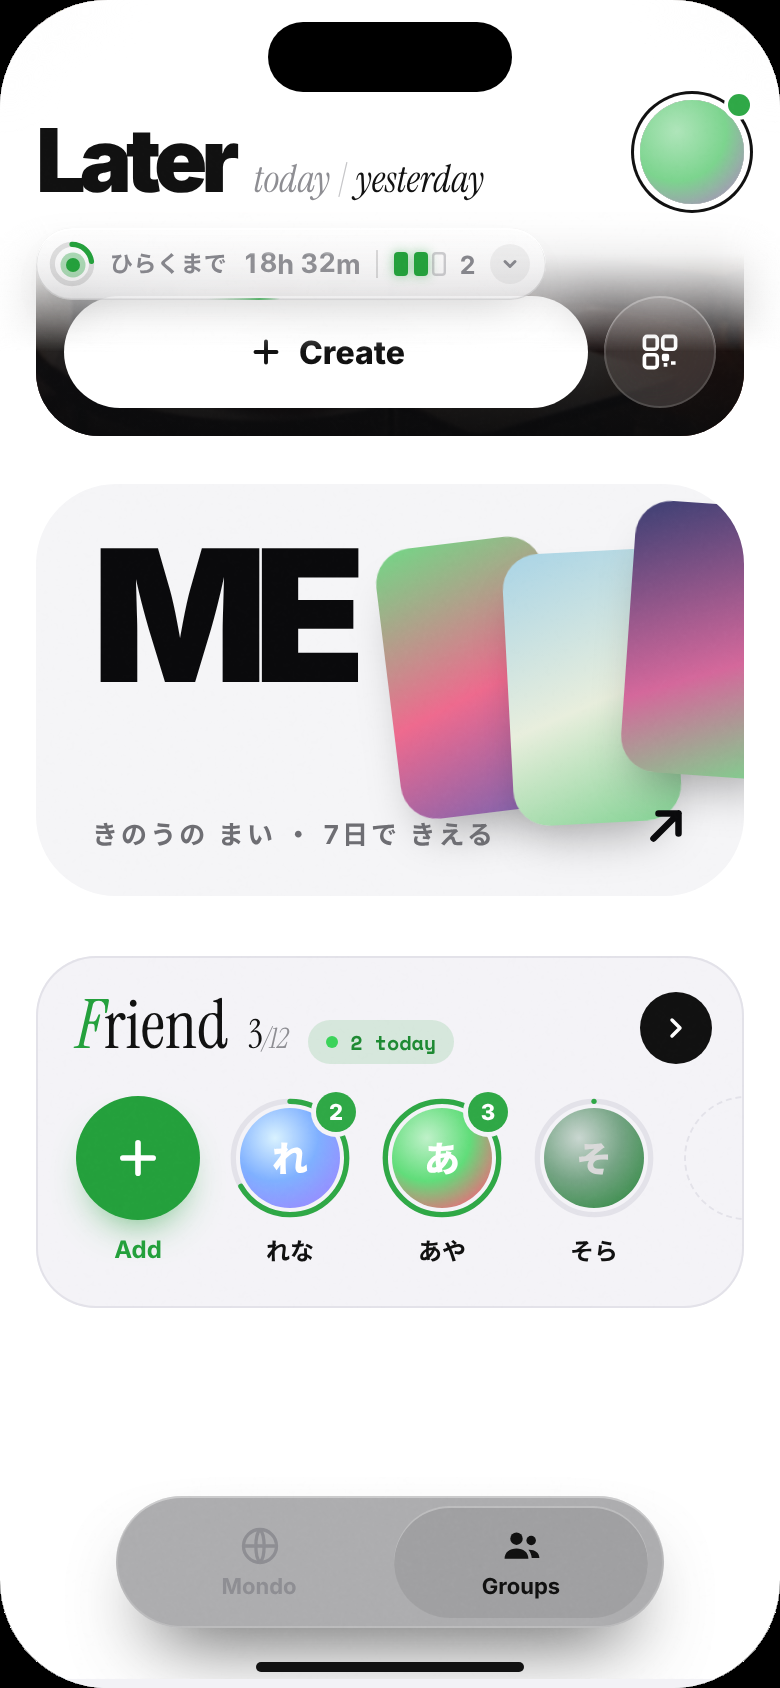 Later today / yesterday
ひらくまで 18h 32m 2
+ Create
ME
きのうの まい ・ 7日で きえる
Friend 3/12 2 today
2 3
れ あ そ
Add れな あや そら
Mondo Groups